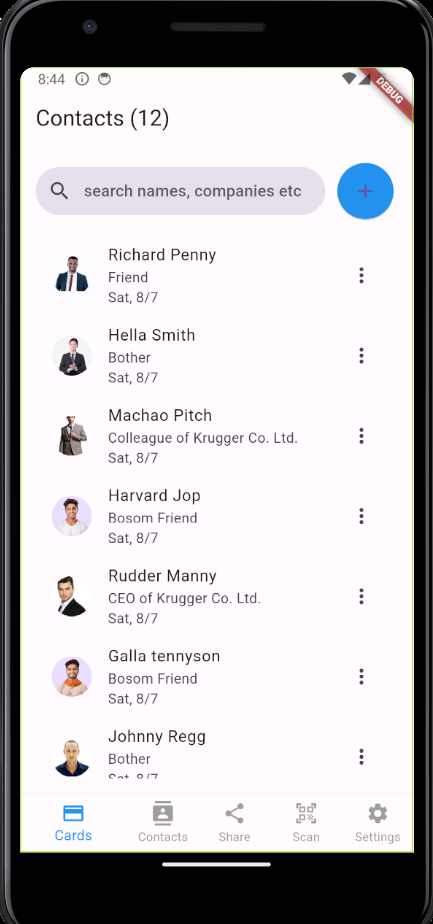 8:44
DEBUG
Contacts (12)
search names, companies etc
Richard Penny
Friend
Sat, 8/7
Hella Smith
Bother
Sat, 8/7
Machao Pitch
Colleague of Krugger Co. Ltd.
Sat, 8/7
Harvard Jop
Bosom Friend
Sat, 8/7
Rudder Manny
CEO of Krugger Co. Ltd.
Sat, 8/7
Galla tennyson
Bosom Friend
Sat, 8/7
Johnny Regg
Bother
Sat, 8/7
Cards Contacts Share Scan Settings